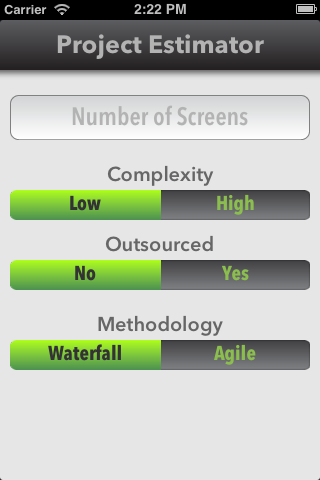 Carrier 2:22 PM
Project Estimator
Number of Screens
Complexity
Low High
Outsourced
No Yes
Methodology
Waterfall Agile